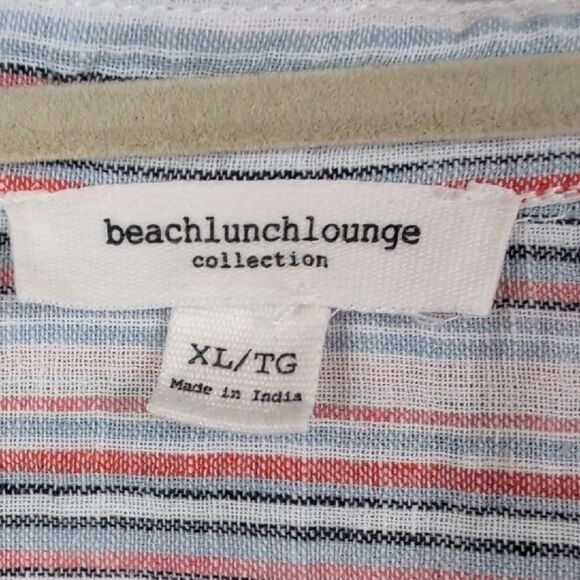 beachlunchlounge
collection
XL/TG
Made in India